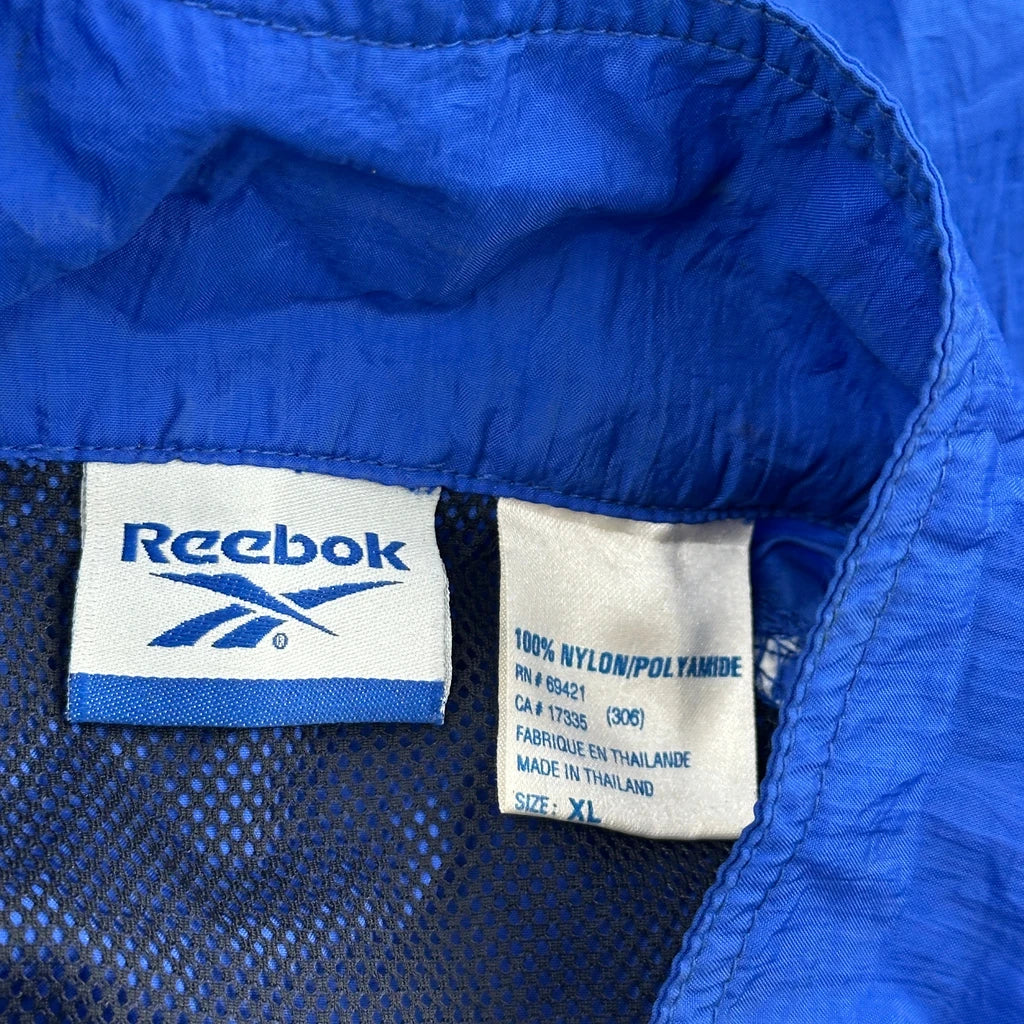 Reebok
®
100% NYLON/POLYAMIDE
RN # 69421
CA # 17335 (306)
FABRIQUE EN THAILANDE
MADE IN THAILAND
SIZE: XL